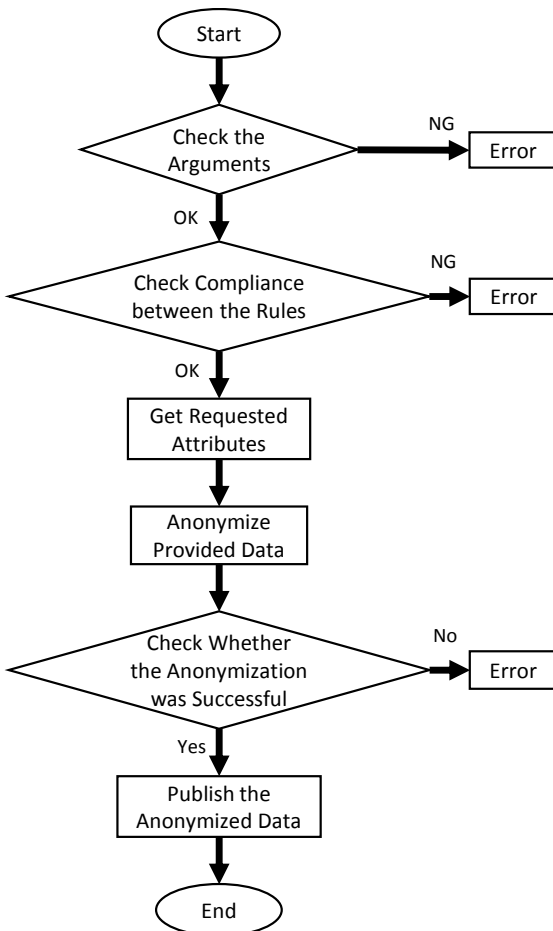 Start
Check the
Arguments
NG
Error
OK
Check Compliance
between the Rules
NG
Error
OK
Get Requested
Attributes
Anonymize
Provided Data
Check Whether
the Anonymization
was Successful
No
Error
Yes
Publish the
Anonymized Data
End